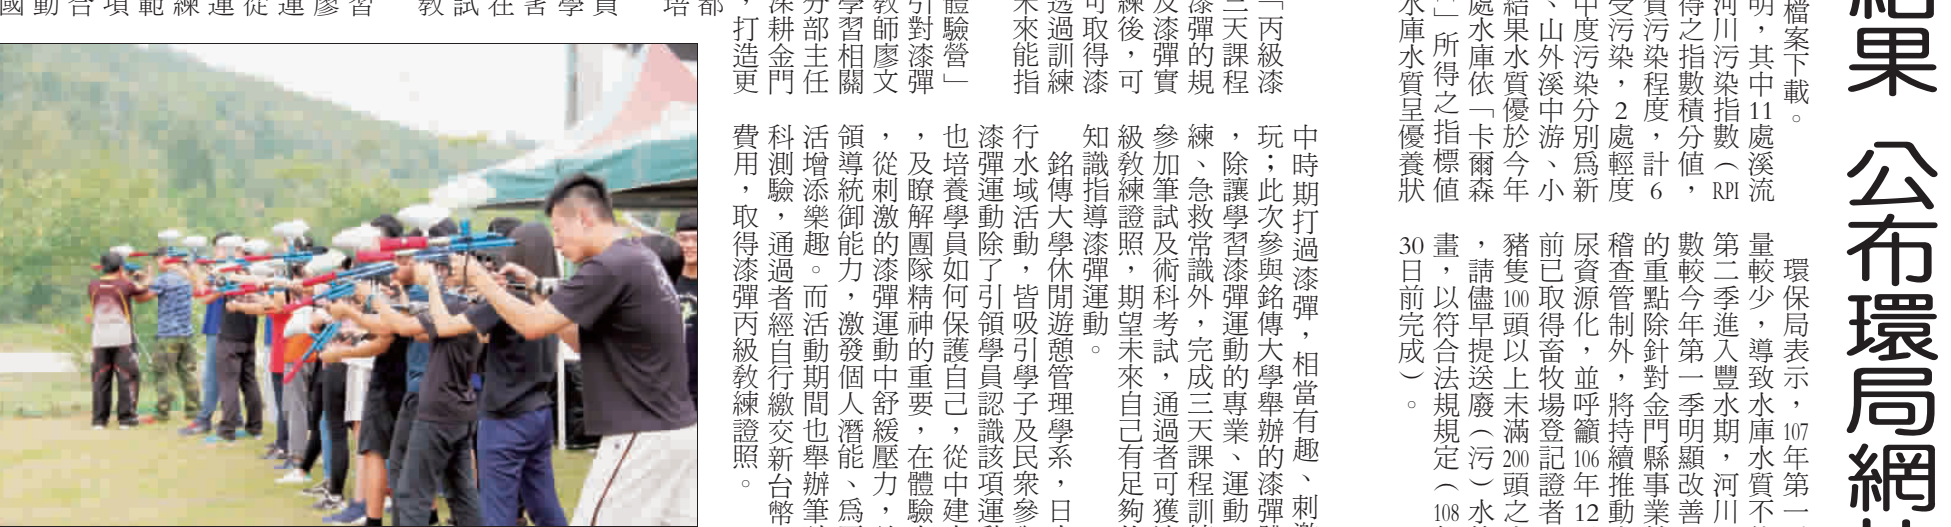 結果 公布環局網
檔案下載。
明，其中11處溪流
河川污染指數（RPI
得之指數積分值，
質污染程度，計6
受污染，2處輕度
中度污染分別為新
、山外溪中游、小
結果水質優於今年
處水庫依「卡爾森
」所得之指標值
水庫水質呈優養狀
環保局表示，107年第一
量較少，導致水庫水質不
第二季進入豐水期，河川
數較今年第一季明顯改善
的重點除針對金門縣事業
稽查管制外，將持續推動
尿資源化，並呼籲106年12
前已取得畜牧場登記證者
豬隻100頭以上未滿200頭之
，請儘早提送廢（污）水
畫，以符合法規規定（108
30日前完成）。
「丙級漆
三天課程
漆彈的規
及漆彈實
練後，可
可取得漆
透過訓練
未來能指
體驗營」
引對漆彈
教師廖文
學習相關
分部主任
深耕金門
，打造更
都
培
員
學
害
在
試
教
習
廖
運
從
運
練
範
項
合
動
國
中時期打過漆彈，相當有趣、刺激
玩；此次參與銘傳大學舉辦的漆彈
，除讓學習漆彈運動的專業、運動
練、急救常識外，完成三天課程訓
參加筆試及術科考試，通過者可獲
級教練證照，期望未來自己有足夠
知識指導漆彈運動。
銘傳大學休閒遊憩管理學系，日
行水域活動，皆吸引學子及民衆參
漆彈運動除了引領學員認識該項運
也培養學員如何保護自己，從中建
，及瞭解團隊精神的重要，在體驗
，從刺激的漆彈運動中舒緩壓力，
領導統御能力，激發個人潛能、為
活增添樂趣。而活動期間也舉辦筆
科測驗，通過者經自行繳交新台幣
費用，取得漆彈丙級教練證照。